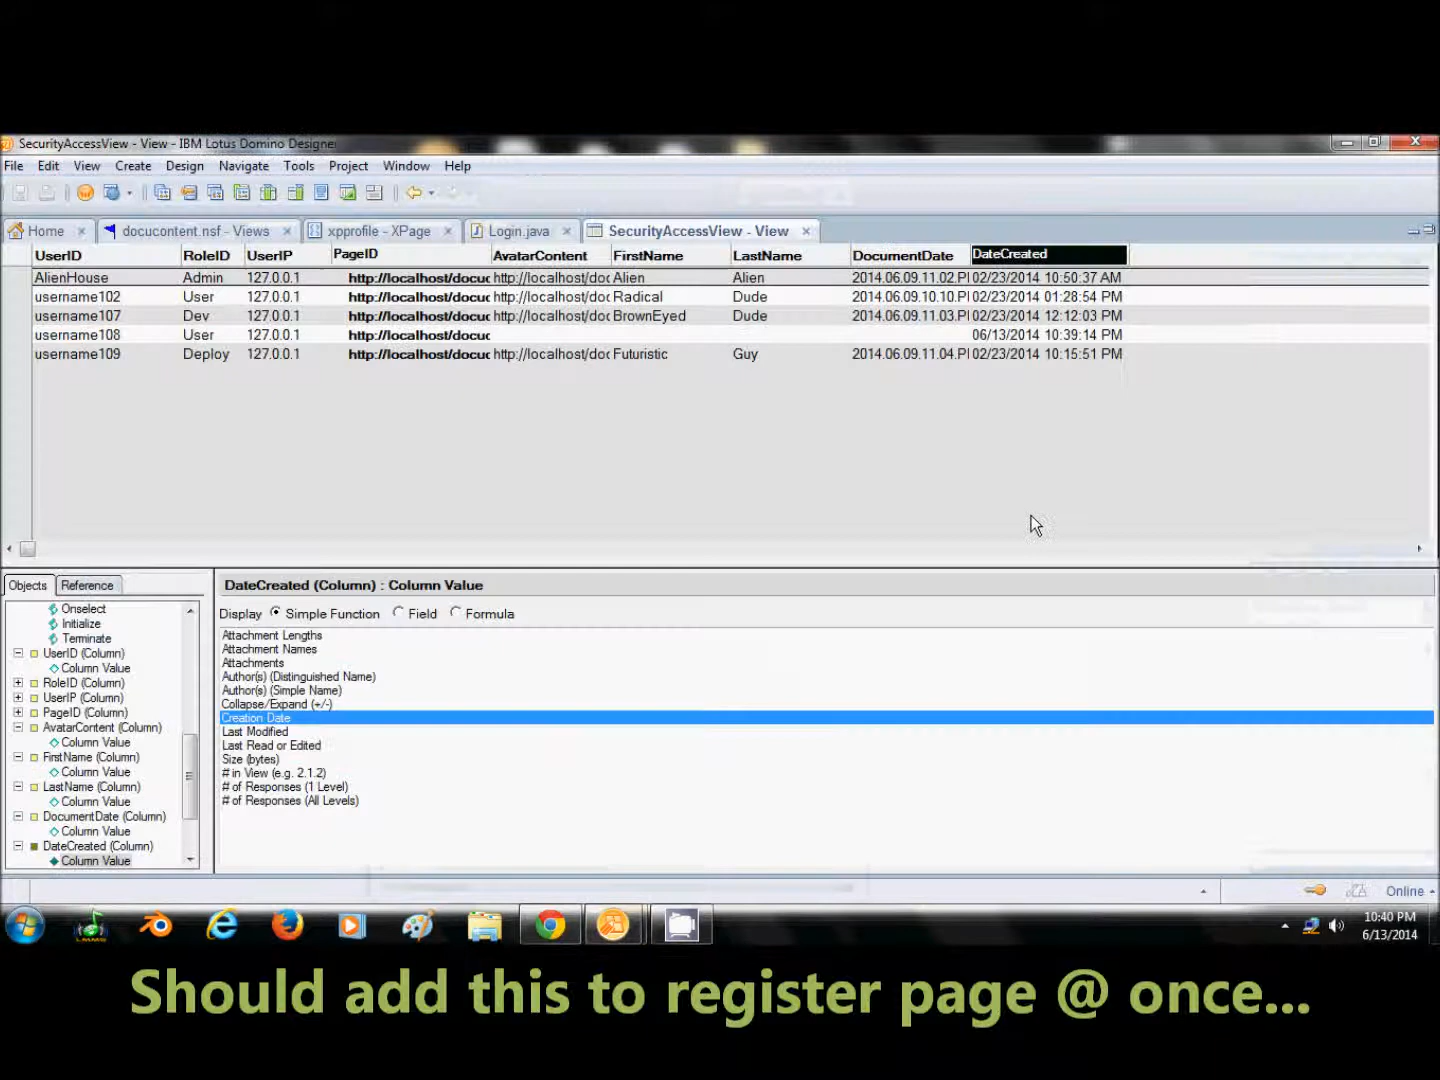 SecurityAccessView - View - IBM Lotus Domino Designer
File Edit View Create Design Navigate Tools Project Window Help
Home docucontent.nsf - Views xpprofile - XPage Login.java SecurityAccessView - View
UserID RoleID UserIP PageID AvatarContent FirstName LastName DocumentDate DateCreated
AlienHouse Admin 127.0.0.1 http://localhost/docuc http://localhost/doc Alien Alien 2014.06.09.11.02.P 02/23/2014 10:50:37 AM
username102 User 127.0.0.1 http://localhost/docuc http://localhost/doc Radical Dude 2014.06.09.10.10.P 02/23/2014 01:28:54 PM
username107 Dev 127.0.0.1 http://localhost/docuc http://localhost/doc BrownEyed Dude 2014.06.09.11.03.P 02/23/2014 12:12:03 PM
username108 User 127.0.0.1 http://localhost/docuc 06/13/2014 10:39:14 PM
username109 Deploy 127.0.0.1 http://localhost/docuc http://localhost/doc Futuristic Guy 2014.06.09.11.04.P 02/23/2014 10:15:51 PM
Objects Reference
Onselect
Initialize
Terminate
UserID (Column)
Column Value
RoleID (Column)
UserIP (Column)
PageID (Column)
AvatarContent (Column)
Column Value
FirstName (Column)
Column Value
LastName (Column)
Column Value
DocumentDate (Column)
Column Value
DateCreated (Column)
Column Value
DateCreated (Column) : Column Value
Display Simple Function Field Formula
Attachment Lengths
Attachment Names
Attachments
Author(s) (Distinguished Name)
Author(s) (Simple Name)
Collapse/Expand (+/-)
Creation Date
Last Modified
Last Read or Edited
Size (bytes)
# in View (e.g. 2.1.2)
# of Responses (1 Level)
# of Responses (All Levels)
Online
LMMS
10:40 PM
6/13/2014
Should add this to register page @ once...